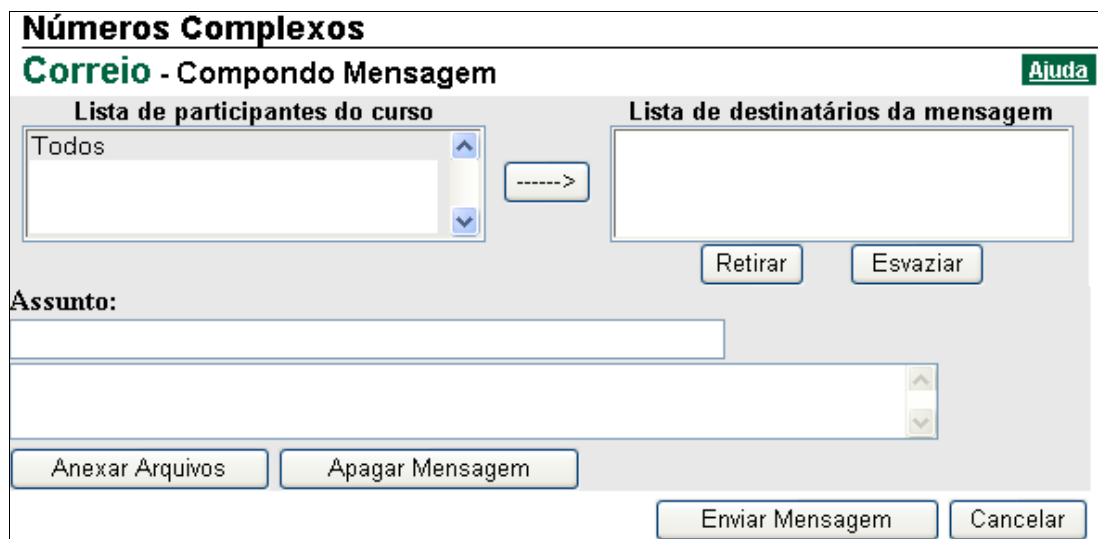 Números Complexos
Correio - Compondo Mensagem
Ajuda
Lista de participantes do curso
Lista de destinatários da mensagem
Todos
------>
Retirar
Esvaziar
Assunto:
Anexar Arquivos
Apagar Mensagem
Enviar Mensagem
Cancelar